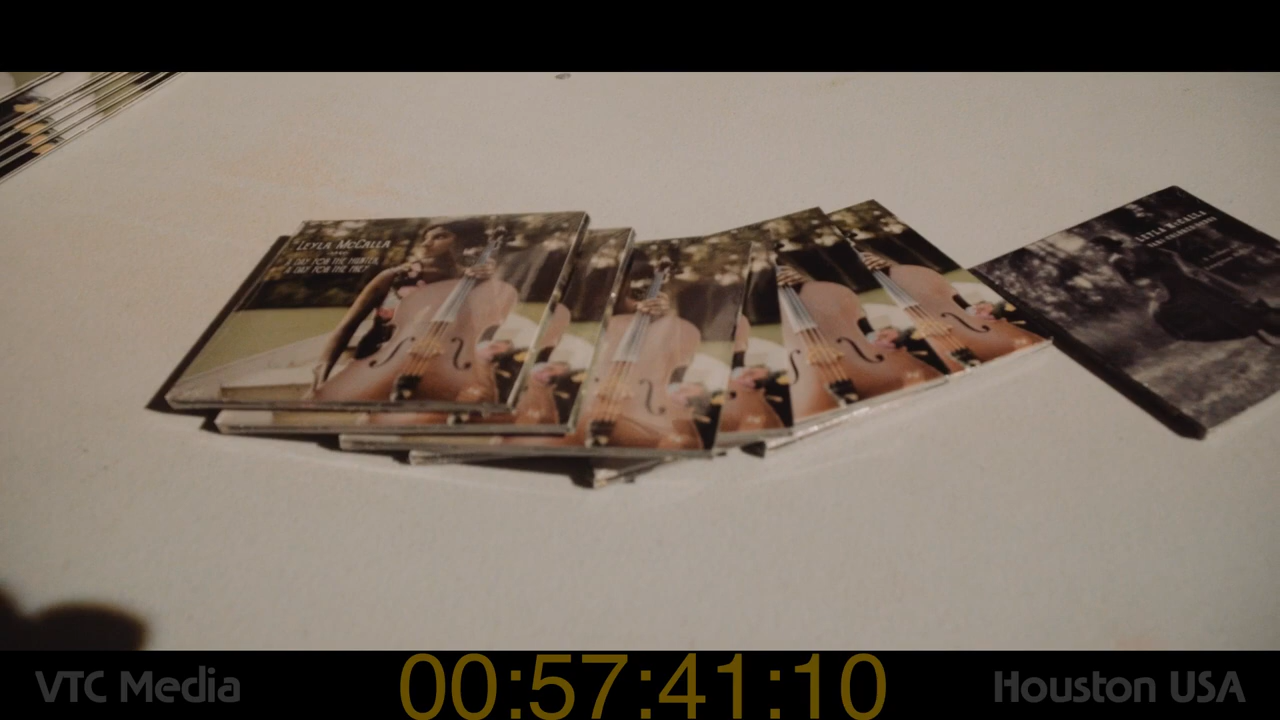 LEYLA McCALLA
A DAY FOR THE HUNTER,
A DAY FOR THE PREY
LEYLA McCALLA
VTC Media
00:57:41:10
Houston USA